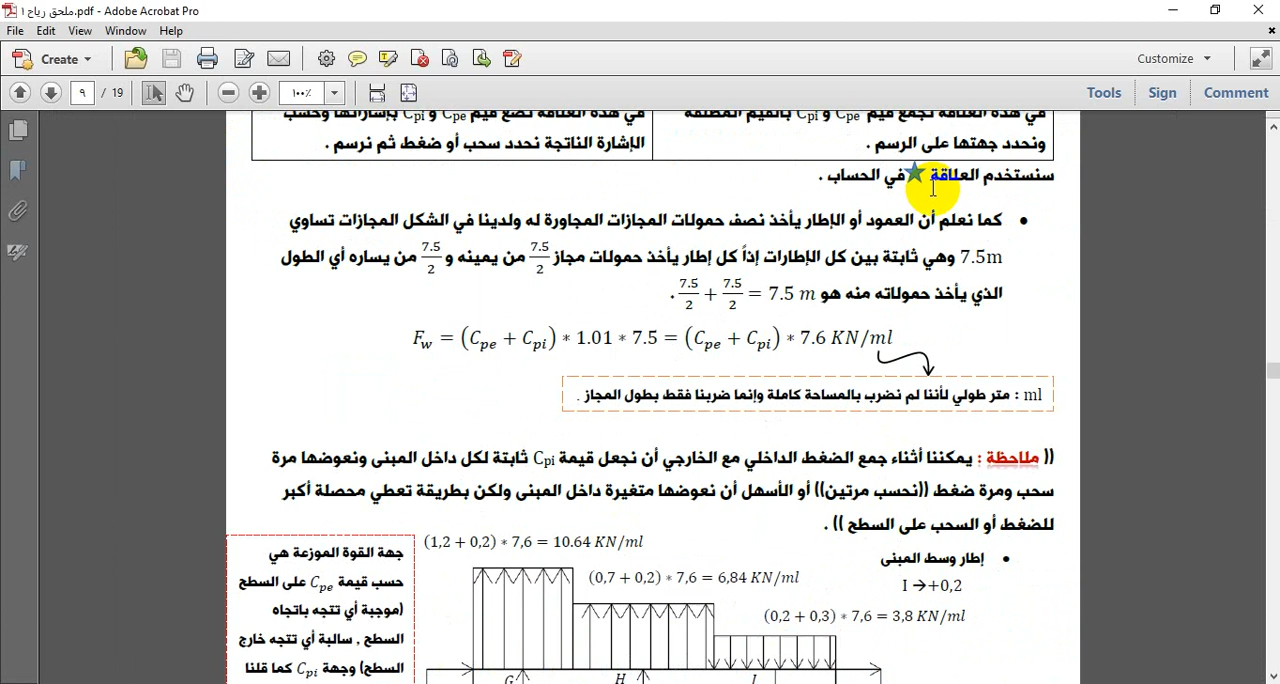 ملحق رياح ١.pdf - Adobe Acrobat Pro
File Edit View Window Help
Create
Customize
٩ / 19
١٠٠٪
Tools Sign Comment
في هذه العلاقة نجمع قيم Cpe و Cpi بالقيم المطلقة
ونحدد جهتها على الرسم .
في هذه العلاقة نضع قيم Cpe و Cpi بإشاراتها وحسب
الإشارة الناتجة نحدد سحب أو ضغط ثم نرسم .
سنستخدم العلاقة ★ في الحساب .
• كما نعلم أن العمود أو الإطار يأخذ نصف حمولات المجازات المجاورة له ولدينا في الشكل المجازات تساوي
7.5m وهي ثابتة بين كل الإطارات إذاً كل إطار يأخذ حمولات مجاز 7.5/2 من يمينه و 7.5/2 من يساره أي الطول
الذي يأخذ حمولاته منه هو 7.5/2 + 7.5/2 = 7.5 m .
Fw = (Cpe + Cpi) * 1.01 * 7.5 = (Cpe + Cpi) * 7.6 KN/ml
ml : متر طولي لأننا لم نضرب بالمساحة كاملة وإنما ضربنا فقط بطول المجاز .
(( ملاحظة : يمكننا أثناء جمع الضغط الداخلي مع الخارجي أن نجعل قيمة Cpi ثابتة لكل داخل المبنى ونعوضها مرة
سحب ومرة ضغط ((نحسب مرتين)) أو الأسهل أن نعوضها متغيرة داخل المبنى ولكن بطريقة تعطي محصلة أكبر
للضغط أو السحب على السطح )) .
• إطار وسط المبنى
I →+0,2
(1,2 + 0,2) * 7,6 = 10.64 KN/ml
(0,7 + 0,2) * 7,6 = 6,84 KN/ml
(0,2 + 0,3) * 7,6 = 3,8 KN/ml
جهة القوة الموزعة هي
حسب قيمة Cpe على السطح
(موجبة أي تتجه باتجاه
السطح , سالبة أي تتجه خارج
السطح) وجهة Cpi كما قلنا
G H I